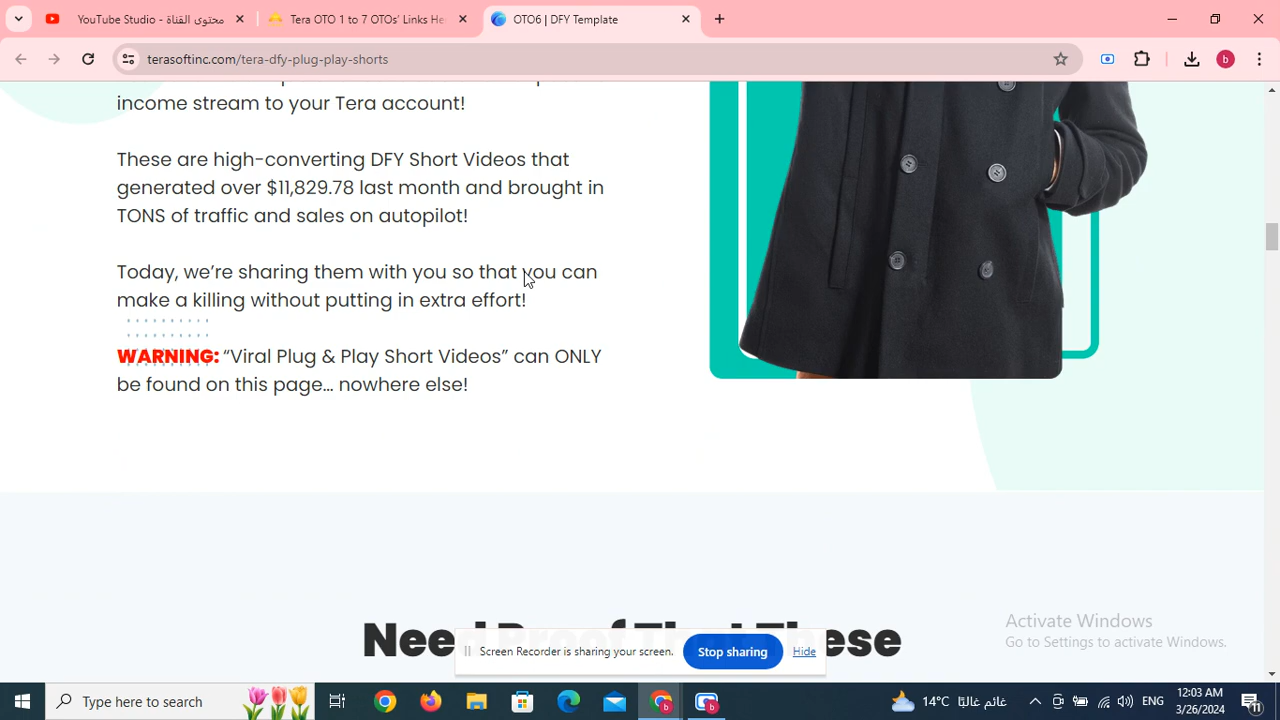 YouTube Studio - محتوى القناة
Tera OTO 1 to 7 OTOs' Links He
OTO6 | DFY Template
terasoftinc.com/tera-dfy-plug-play-shorts
b
income stream to your Tera account!
These are high-converting DFY Short Videos that
generated over $11,829.78 last month and brought in
TONS of traffic and sales on autopilot!
Today, we're sharing them with you so that you can
make a killing without putting in extra effort!
WARNING: “Viral Plug & Play Short Videos” can ONLY
be found on this page... nowhere else!
Need Proof That These
Activate Windows
Go to Settings to activate Windows.
Screen Recorder is sharing your screen.
Stop sharing
Hide
Type here to search
14°C غائم غالبًا
ENG
12:03 AM
3/26/2024
11